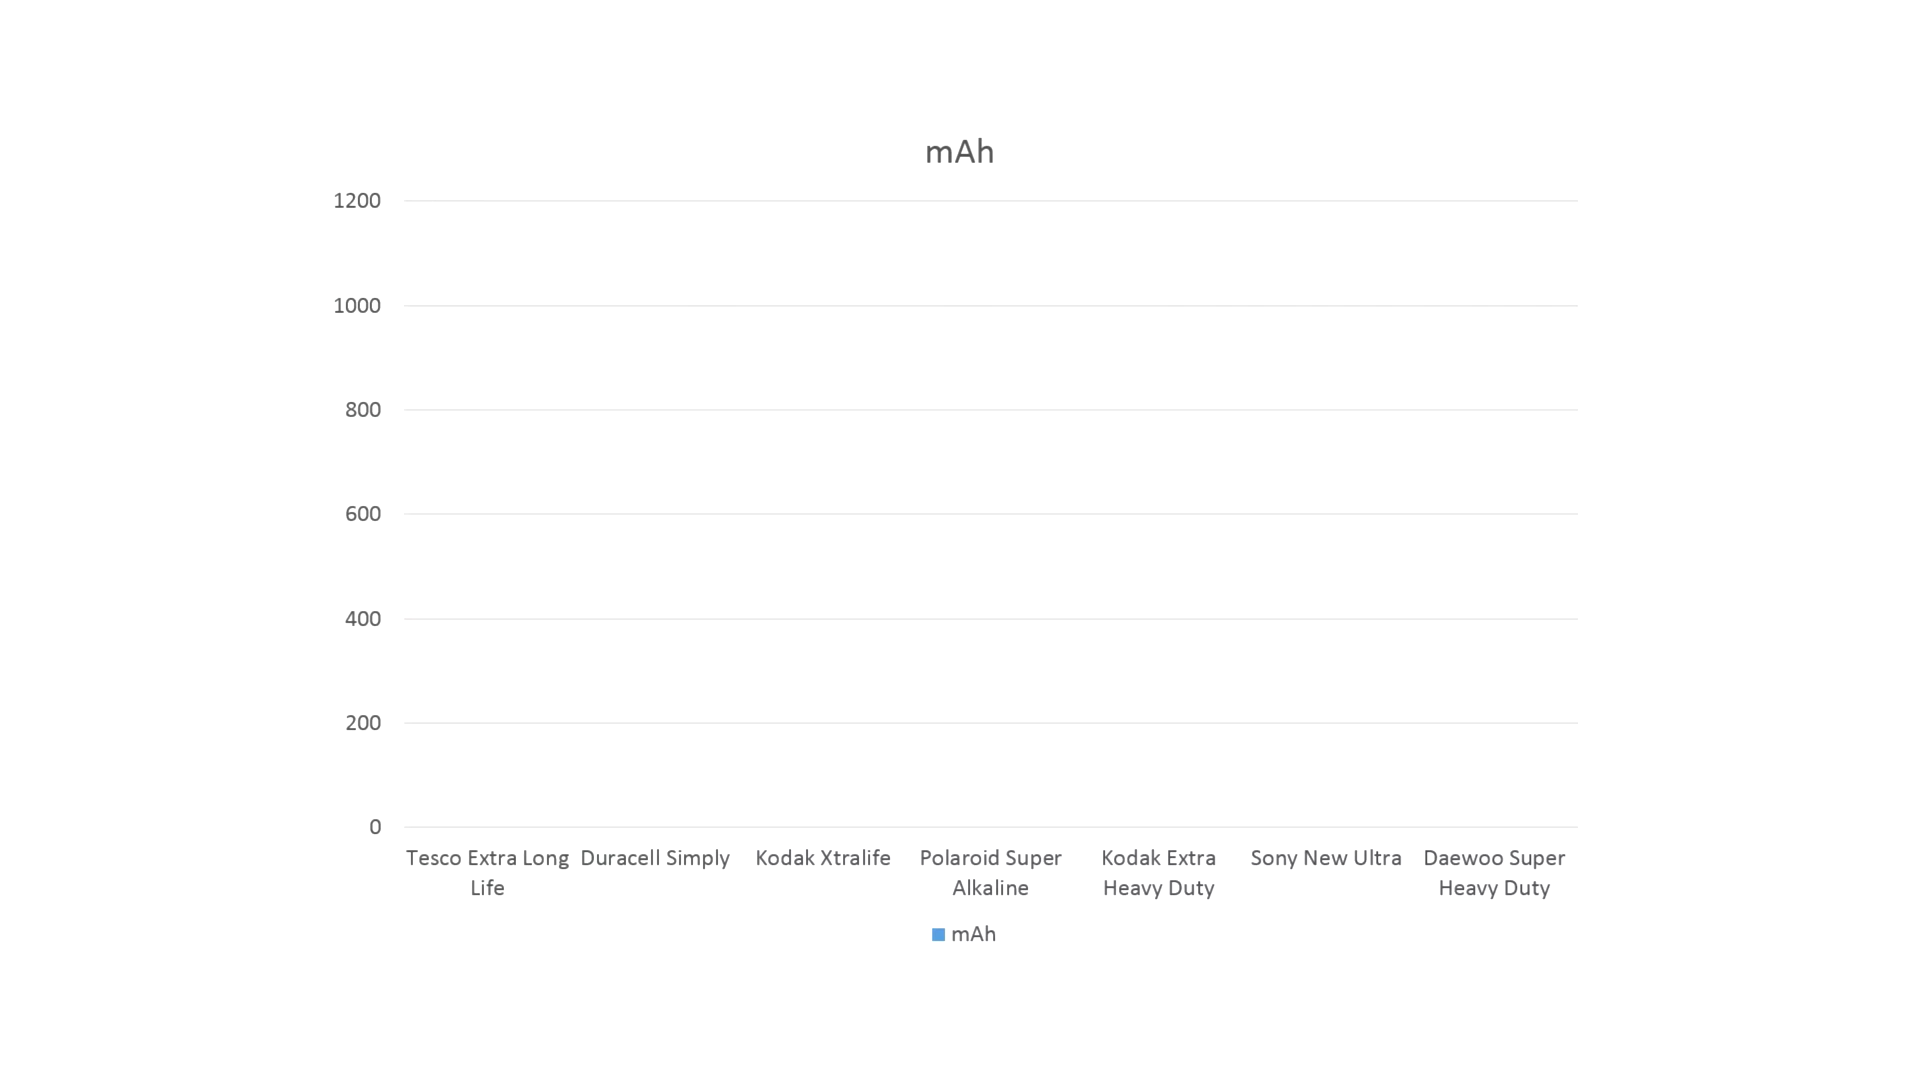 mAh
1200
1000
800
600
400
200
0
Tesco Extra Long Life
Duracell Simply
Kodak Xtralife
Polaroid Super Alkaline
Kodak Extra Heavy Duty
Sony New Ultra
Daewoo Super Heavy Duty
mAh